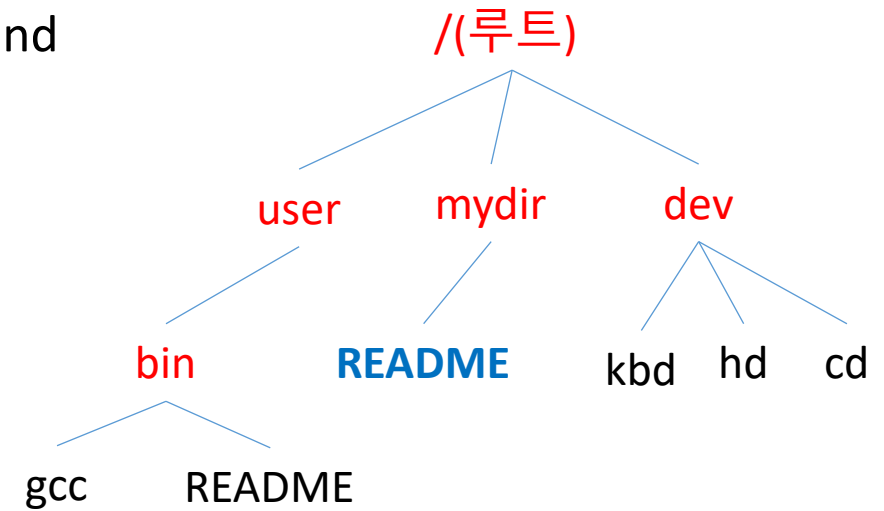 nd
/(루트)
user mydir dev
bin README kbd hd cd
gcc README